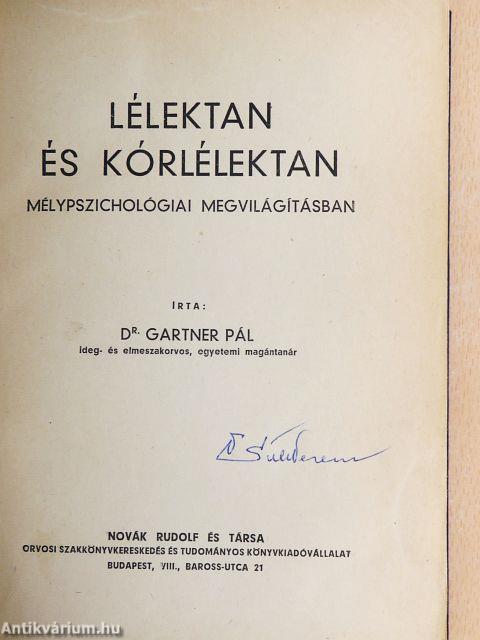 LÉLEKTAN
ÉS KÓRLÉLEKTAN
MÉLYPSZICHOLÓGIAI MEGVILÁGÍTÁSBAN
ÍRTA:
DR. GARTNER PÁL
ideg- és elmeszakorvos, egyetemi magántanár
NOVÁK RUDOLF ÉS TÁRSA
ORVOSI SZAKKÖNYVKERESKEDÉS ÉS TUDOMÁNYOS KÖNYVKIADÓVÁLLALAT
BUDAPEST, VIII., BAROSS-UTCA 21
Antikvárium.hu